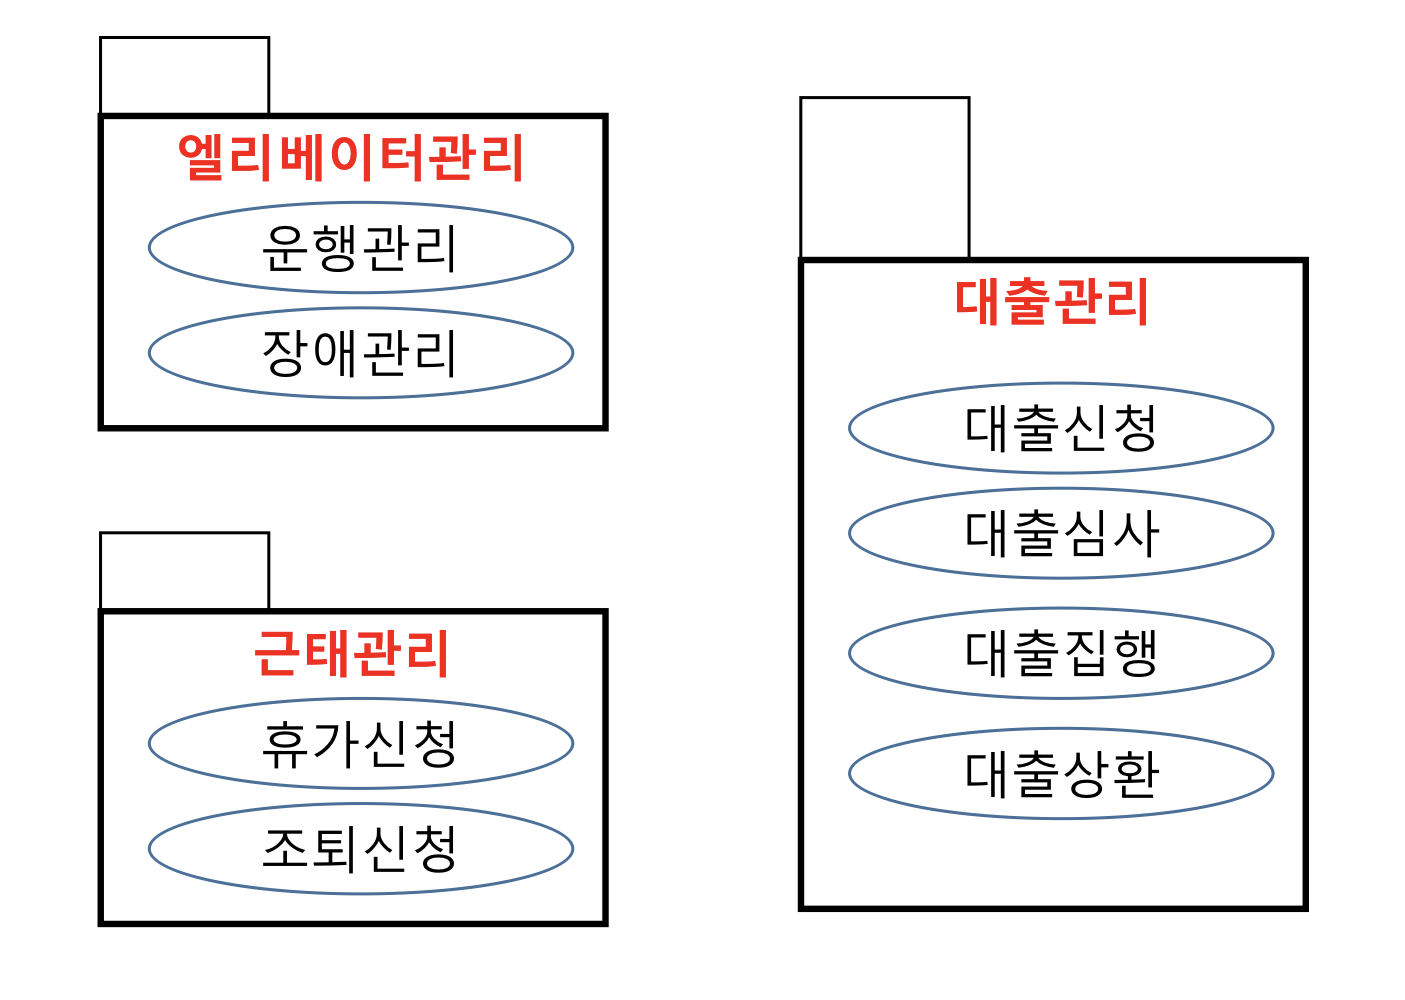 엘리베이터관리
운행관리
장애관리
근태관리
휴가신청
조퇴신청
대출관리
대출신청
대출심사
대출집행
대출상환